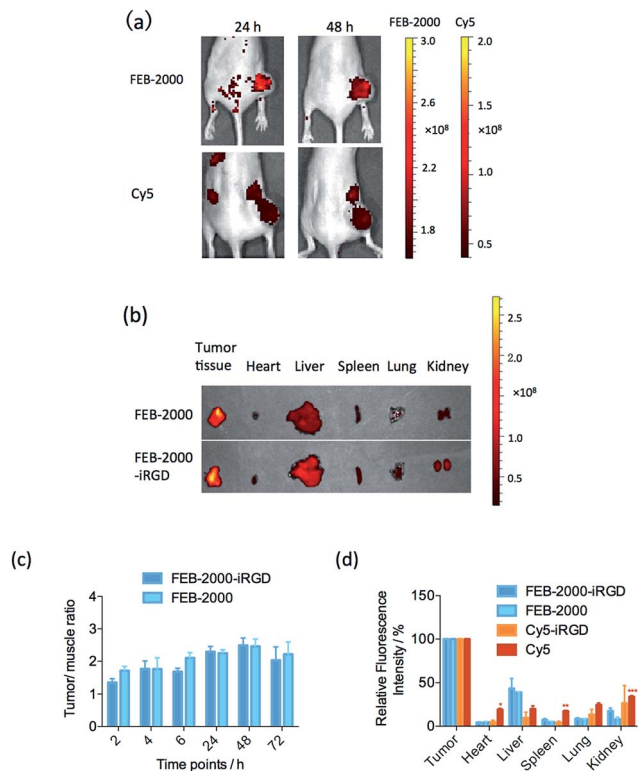 (a)
24 h
48 h
FEB-2000
Cy5
FEB-2000
Cy5
3.0
2.6
×10⁸
2.2
1.8
2.0
1.5
×10⁸
1.0
0.5
(b)
Tumor
tissue
Heart
Liver
Spleen
Lung
Kidney
FEB-2000
FEB-2000
-iRGD
2.5
2.0
×10⁸
1.5
1.0
0.5
(c)
FEB-2000-iRGD
FEB-2000
Tumor/ muscle ratio
4
3
2
1
0
2
4
6
24
48
72
Time points / h
(d)
FEB-2000-iRGD
FEB-2000
Cy5-iRGD
Cy5
Relative Fluorescence
Intensity / %
150
100
50
0
*
**
***
Tumor
Heart
Liver
Spleen
Lung
Kidney